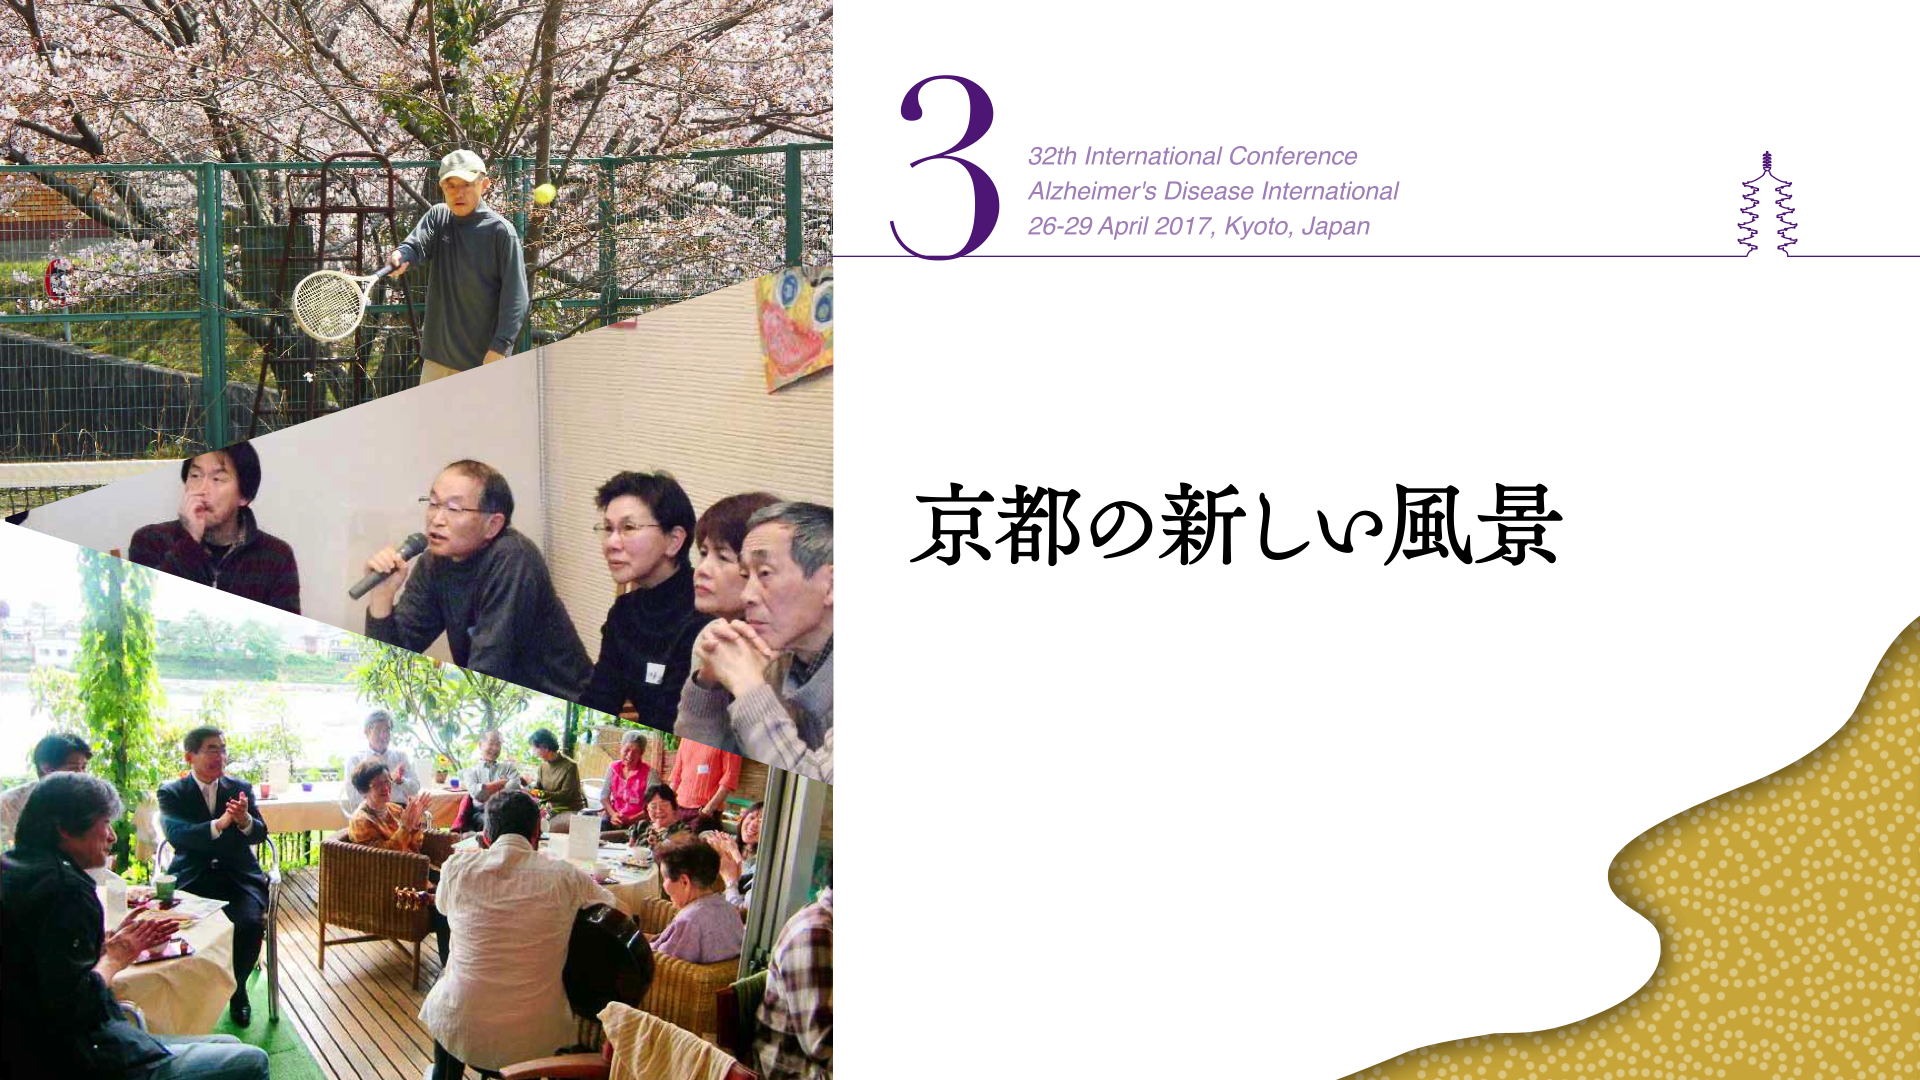 3
32th International Conference
Alzheimer's Disease International
26-29 April 2017, Kyoto, Japan
京都の新しい風景